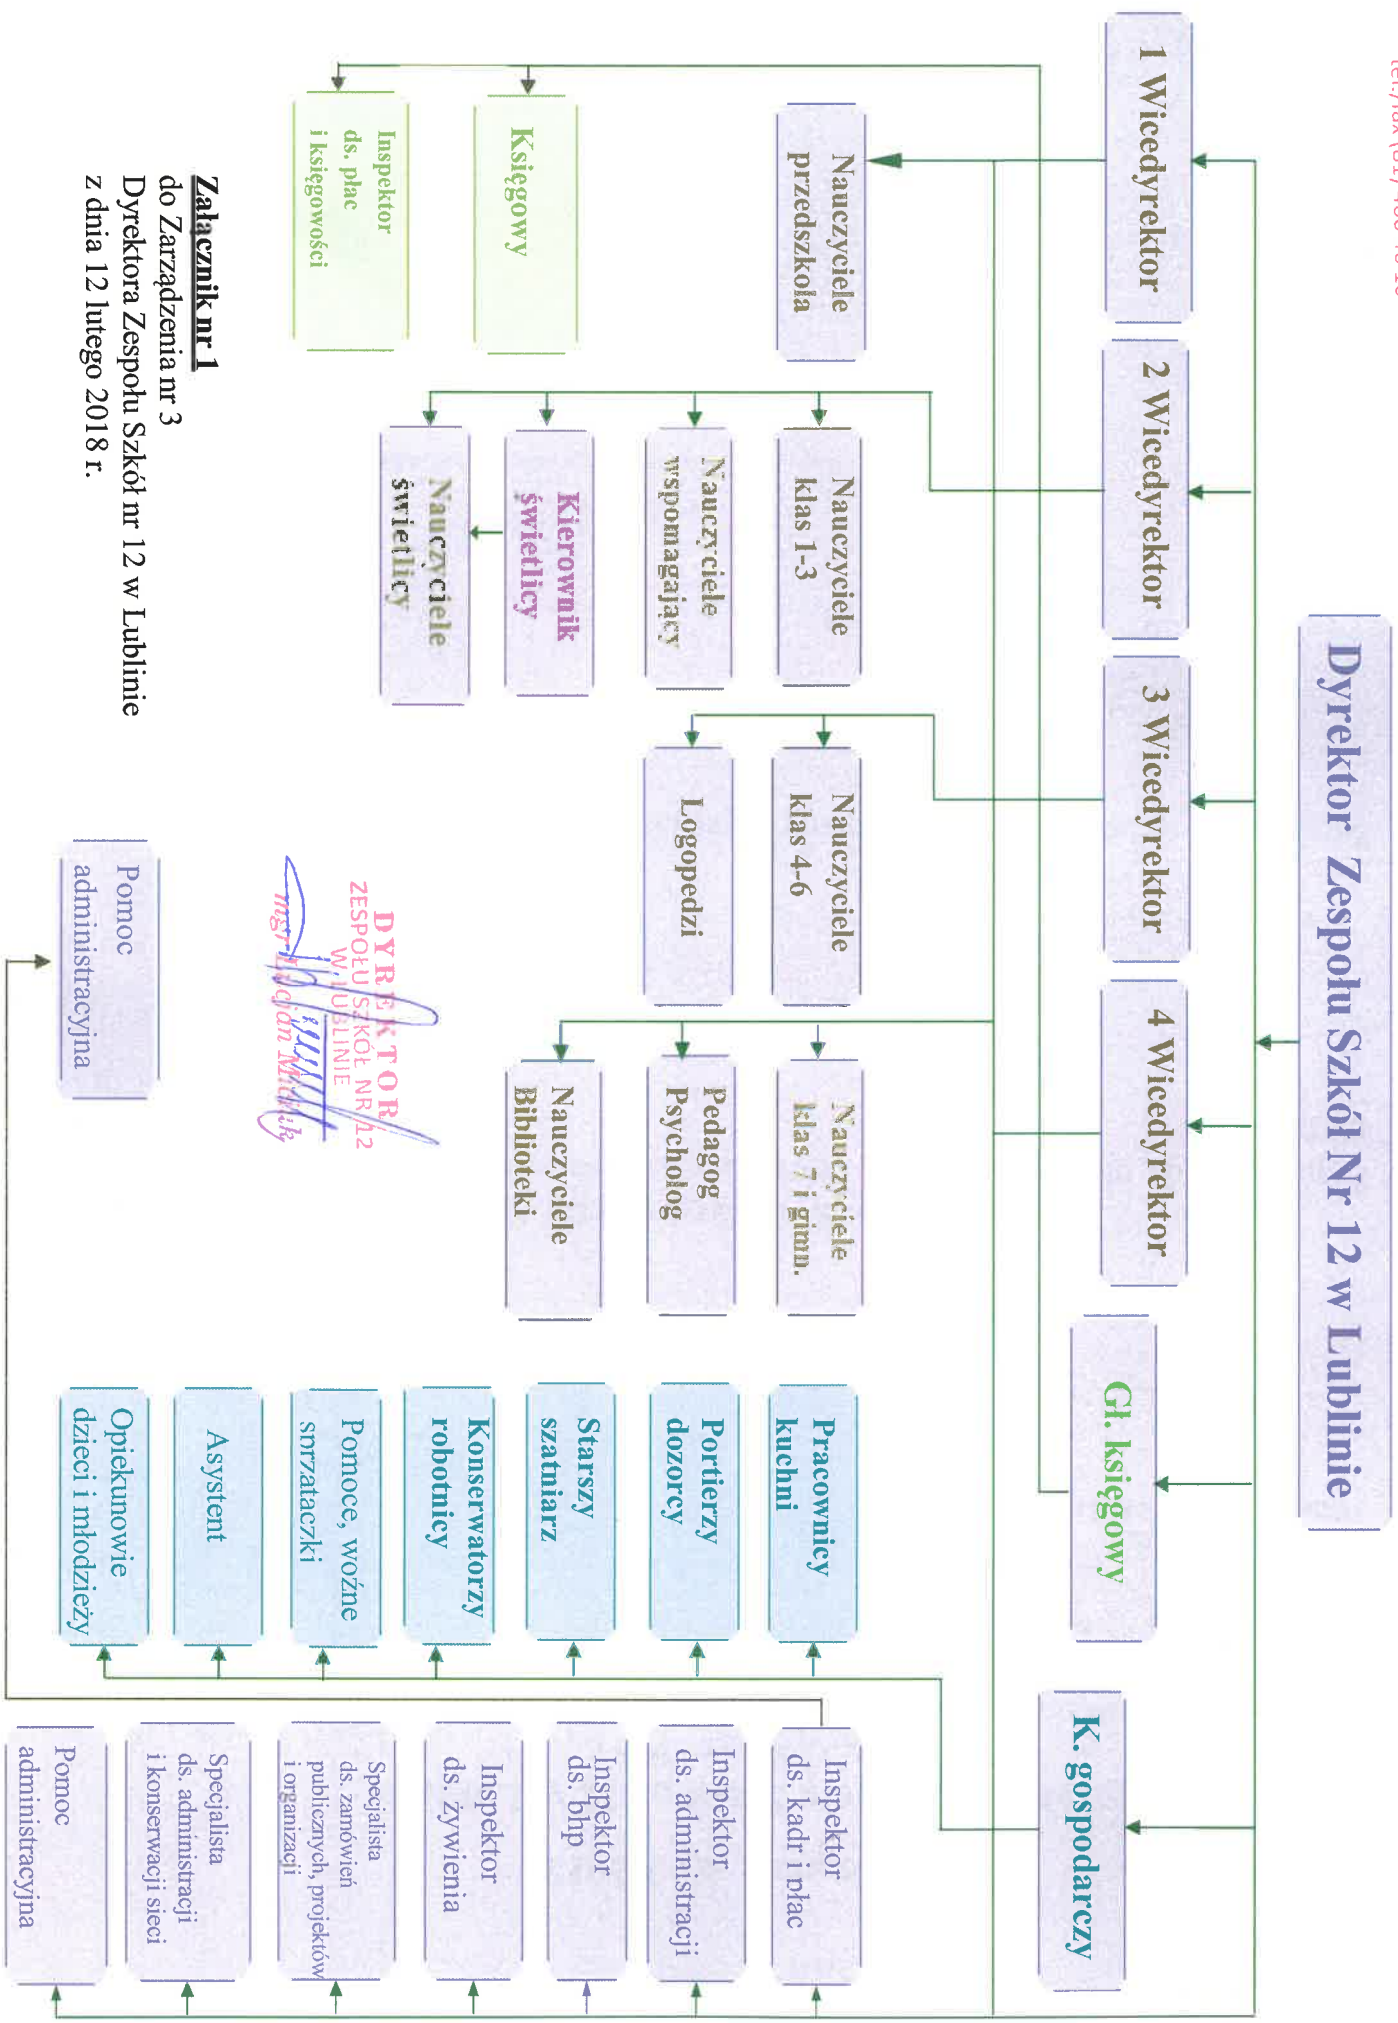 Dyrektor Zespołu Szkół Nr 12 w Lublinie
1 Wicedyrektor
2 Wicedyrektor
3 Wicedyrektor
4 Wicedyrektor
Gł. księgowy
K. gospodarczy
Nauczyciele
przedszkola
Księgowy
Inspektor
ds. płac
i księgowości
Nauczyciele
klas 1-3
Nauczyciele
wspomagający
Kierownik
świetlicy
Nauczyciele
świetlicy
Nauczyciele
klas 4-6
Logopedzi
Nauczyciele
klas 7 i gimn.
Pedagog
Psycholog
Nauczyciele
Biblioteki
Pracownicy
kuchni
Portierzy
dozorcy
Starszy
szatniarz
Konserwatorzy
robotnicy
Pomoce, woźne
sprzątaczki
Asystent
Opiekunowie
dzieci i młodzieży
Inspektor
ds. kadr i płac
Inspektor
ds. administracji
Inspektor
ds. bhp
Inspektor
ds. żywienia
Specjalista
ds. zamówień
publicznych, projektów
i organizacji
Specjalista
ds. administracji
i konserwacji sieci
Pomoc
administracyjna
Pomoc
administracyjna
DYREKTOR
ZESPOŁU SZKÓŁ NR 12
W LUBLINIE
mgr
Załącznik nr 1
do Zarządzenia nr 3
Dyrektora Zespołu Szkół nr 12 w Lublinie
z dnia 12 lutego 2018 r.